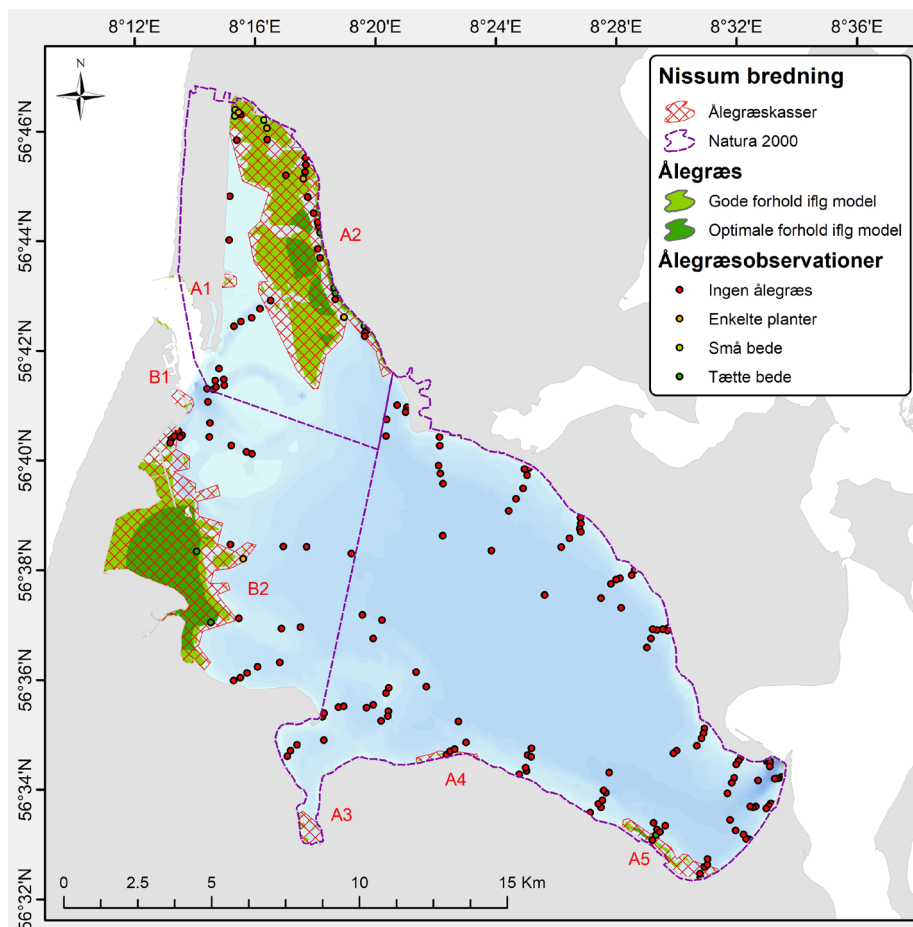 8°12'E 8°16'E 8°20'E 8°24'E 8°28'E 8°32'E 8°36'E
N
Nissum bredning
Ålegræskasser
Natura 2000
Ålegræs
Gode forhold iflg model
Optimale forhold iflg model
Ålegræsobservationer
Ingen ålegræs
Enkelte planter
Små bede
Tætte bede
56°46'N
56°44'N
56°42'N
56°40'N
56°38'N
56°36'N
56°34'N
56°32'N
A2
A1
B1
B2
A4
A3
A5
0 2.5 5 10 15 Km